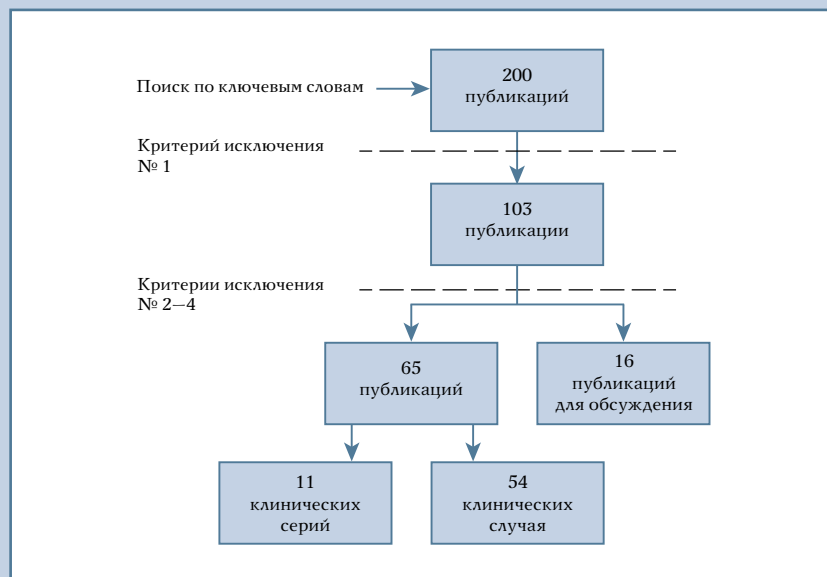 Поиск по ключевым словам
200
публикаций
Критерий исключения
№ 1
103
публикации
Критерии исключения
№ 2–4
65
публикаций
16
публикаций
для обсуждения
11
клинических
серий
54
клинических
случая